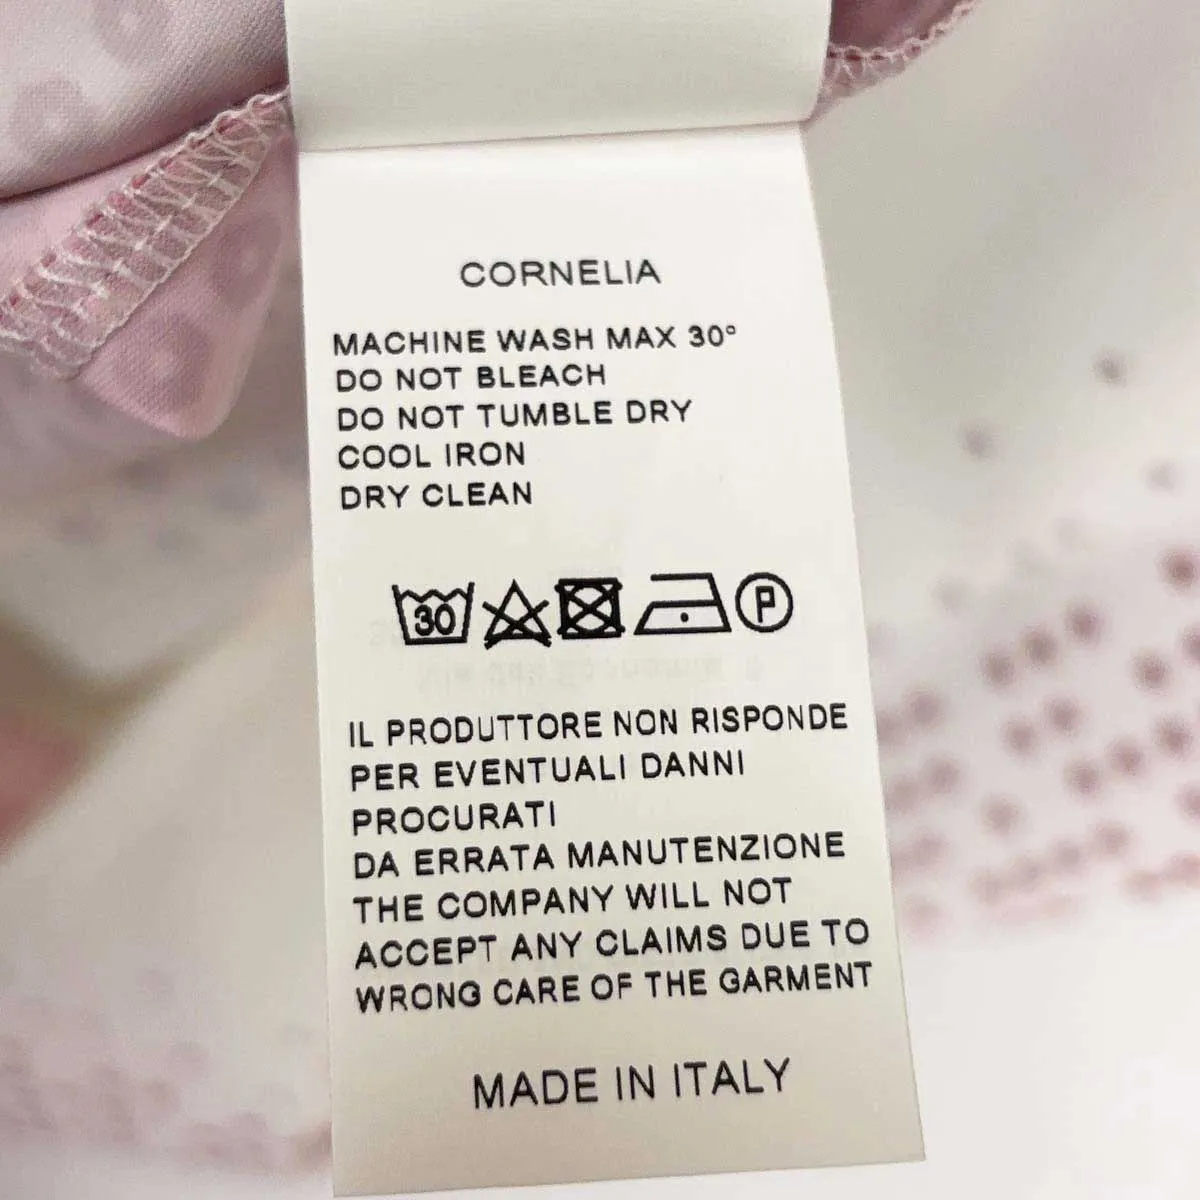 CORNELIA
MACHINE WASH MAX 30°
DO NOT BLEACH
DO NOT TUMBLE DRY
COOL IRON
DRY CLEAN
30 P
IL PRODUTTORE NON RISPONDE
PER EVENTUALI DANNI
PROCURATI
DA ERRATA MANUTENZIONE
THE COMPANY WILL NOT
ACCEPT ANY CLAIMS DUE TO
WRONG CARE OF THE GARMENT
MADE IN ITALY